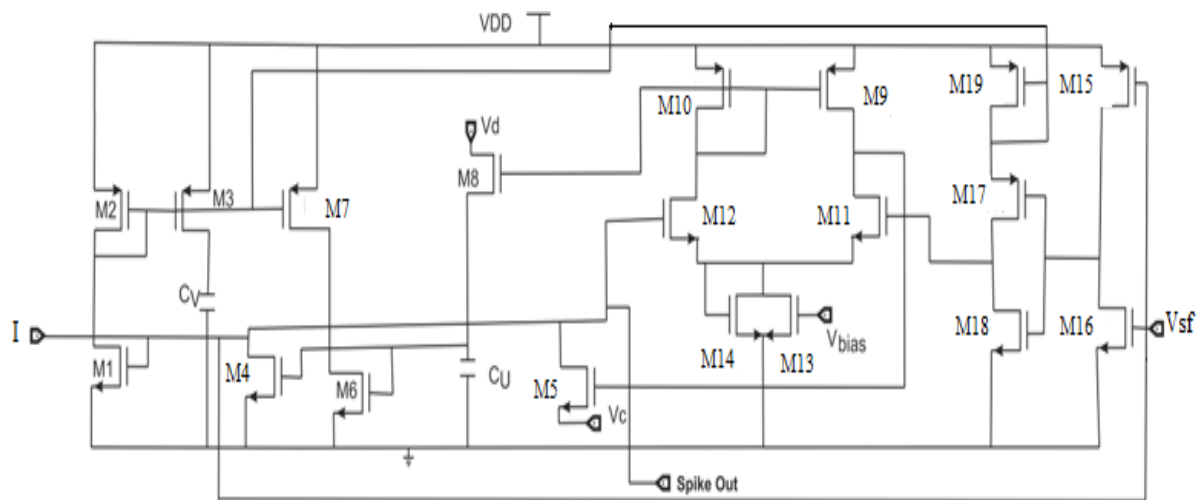 VDD
M10
M9
M19
M15
Vd
M8
M2
M3
M7
M12
M11
M17
CV
I
M14
M13
Vbias
M18
M16
Vsf
M1
M4
M6
CU
M5
Vc
Spike Out